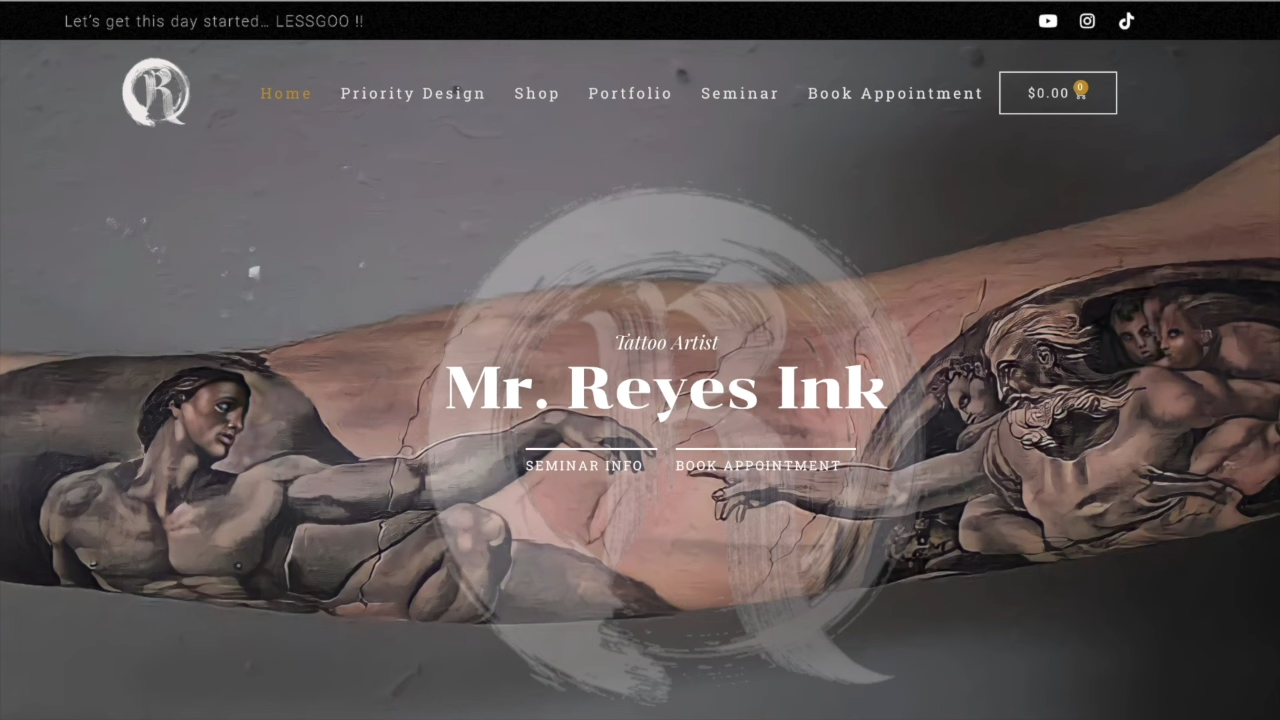 Let's get this day started... LESSGOO !!
R
Home Priority Design Shop Portfolio Seminar Book Appointment $0.00 0
Tattoo Artist
Mr. Reyes Ink
SEMINAR INFO BOOK APPOINTMENT